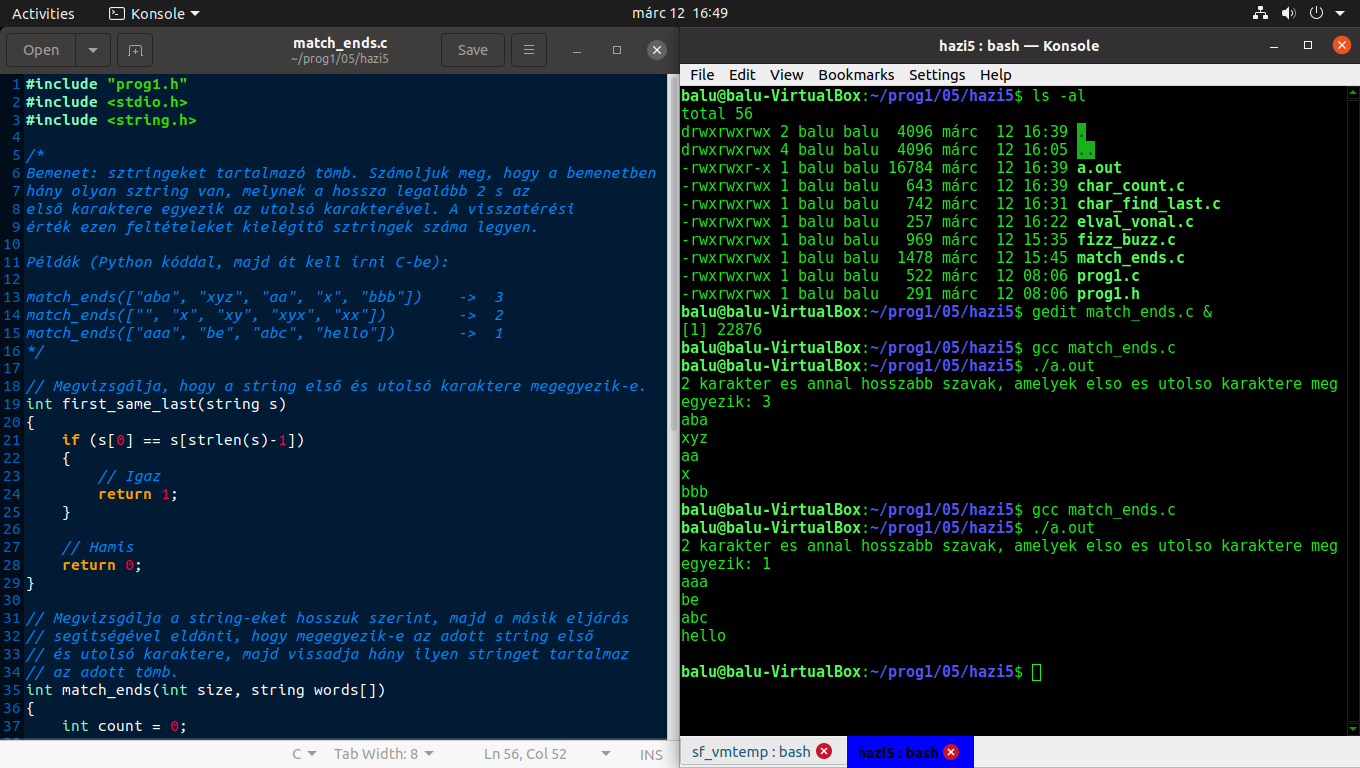 Activities Konsole márc 12 16:49
Open match_ends.c Save
~/prog1/05/hazi5
1 #include "prog1.h"
2 #include <stdio.h>
3 #include <string.h>
4
5 /*
6 Bemenet: sztringeket tartalmazó tömb. Számoljuk meg, hogy a bemenetben
7 hány olyan sztring van, melynek a hossza legalább 2 s az
8 első karaktere egyezik az utolsó karakterével. A visszatérési
9 érték ezen feltételeket kielégítő sztringek száma legyen.
10
11 Példák (Python kóddal, majd át kell írni C-be):
12
13 match_ends(["aba", "xyz", "aa", "x", "bbb"])    ->  3
14 match_ends(["", "x", "xy", "xyx", "xx"])        ->  2
15 match_ends(["aaa", "be", "abc", "hello"])       ->  1
16 */
17
18 // Megvizsgálja, hogy a string első és utolsó karaktere megegyezik-e.
19 int first_same_last(string s)
20 {
21     if (s[0] == s[strlen(s)-1])
22     {
23         // Igaz
24         return 1;
25     }
26
27     // Hamis
28     return 0;
29 }
30
31 // Megvizsgálja a string-eket hosszuk szerint, majd a másik eljárás
32 // segítségével eldönti, hogy megegyezik-e az adott string első
33 // és utolsó karaktere, majd vissadja hány ilyen stringet tartalmaz
34 // az adott tömb.
35 int match_ends(int size, string words[])
36 {
37     int count = 0;
C Tab Width: 8 Ln 56, Col 52 INS
hazi5 : bash — Konsole
File Edit View Bookmarks Settings Help
balu@balu-VirtualBox:~/prog1/05/hazi5$ ls -al
total 56
drwxrwxrwx 2 balu balu  4096 márc  12 16:39 .
drwxrwxrwx 4 balu balu  4096 márc  12 16:05 ..
-rwxrwxr-x 1 balu balu 16784 márc  12 16:39 a.out
-rwxrwxrwx 1 balu balu   643 márc  12 16:39 char_count.c
-rwxrwxrwx 1 balu balu   742 márc  12 16:31 char_find_last.c
-rwxrwxrwx 1 balu balu   257 márc  12 16:22 elval_vonal.c
-rwxrwxrwx 1 balu balu   969 márc  12 15:35 fizz_buzz.c
-rwxrwxrwx 1 balu balu  1478 márc  12 15:45 match_ends.c
-rwxrwxrwx 1 balu balu   522 márc  12 08:06 prog1.c
-rwxrwxrwx 1 balu balu   291 márc  12 08:06 prog1.h
balu@balu-VirtualBox:~/prog1/05/hazi5$ gedit match_ends.c &
[1] 22876
balu@balu-VirtualBox:~/prog1/05/hazi5$ gcc match_ends.c
balu@balu-VirtualBox:~/prog1/05/hazi5$ ./a.out
2 karakter es annal hosszabb szavak, amelyek elso es utolso karaktere meg
egyezik: 3
aba
xyz
aa
x
bbb
balu@balu-VirtualBox:~/prog1/05/hazi5$ gcc match_ends.c
balu@balu-VirtualBox:~/prog1/05/hazi5$ ./a.out
2 karakter es annal hosszabb szavak, amelyek elso es utolso karaktere meg
egyezik: 1
aaa
be
abc
hello
balu@balu-VirtualBox:~/prog1/05/hazi5$
sf_vmtemp : bash hazi5 : bash